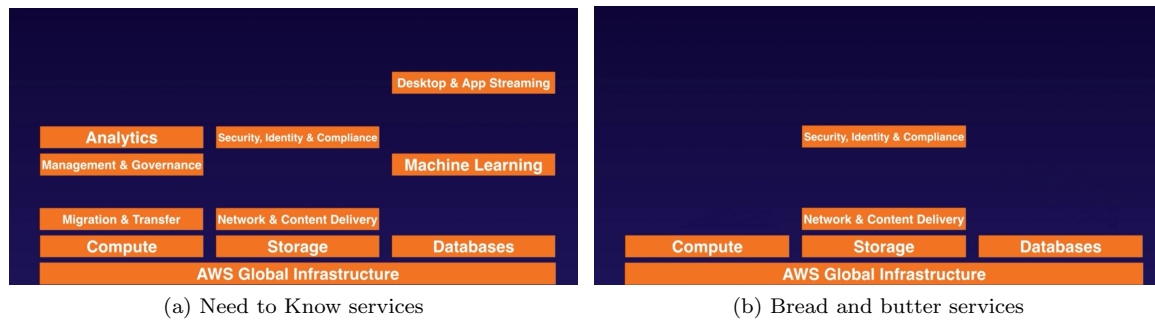 Desktop & App Streaming
Analytics
Security, Identity & Compliance
Management & Governance
Machine Learning
Migration & Transfer
Network & Content Delivery
Compute
Storage
Databases
AWS Global Infrastructure
(a) Need to Know services
Security, Identity & Compliance
Network & Content Delivery
Compute
Storage
Databases
AWS Global Infrastructure
(b) Bread and butter services